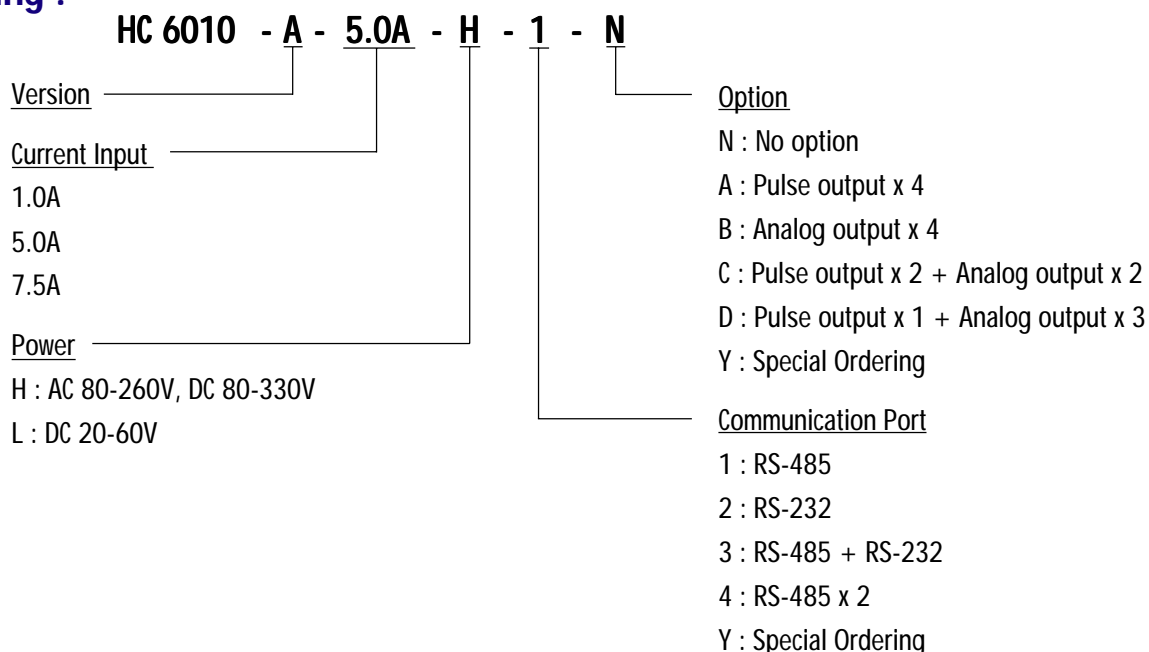 HC 6010 - A - 5.0A - H - 1 - N
Version
Current Input
1.0A
5.0A
7.5A
Power
H : AC 80-260V, DC 80-330V
L : DC 20-60V
Option
N : No option
A : Pulse output x 4
B : Analog output x 4
C : Pulse output x 2 + Analog output x 2
D : Pulse output x 1 + Analog output x 3
Y : Special Ordering
Communication Port
1 : RS-485
2 : RS-232
3 : RS-485 + RS-232
4 : RS-485 x 2
Y : Special Ordering